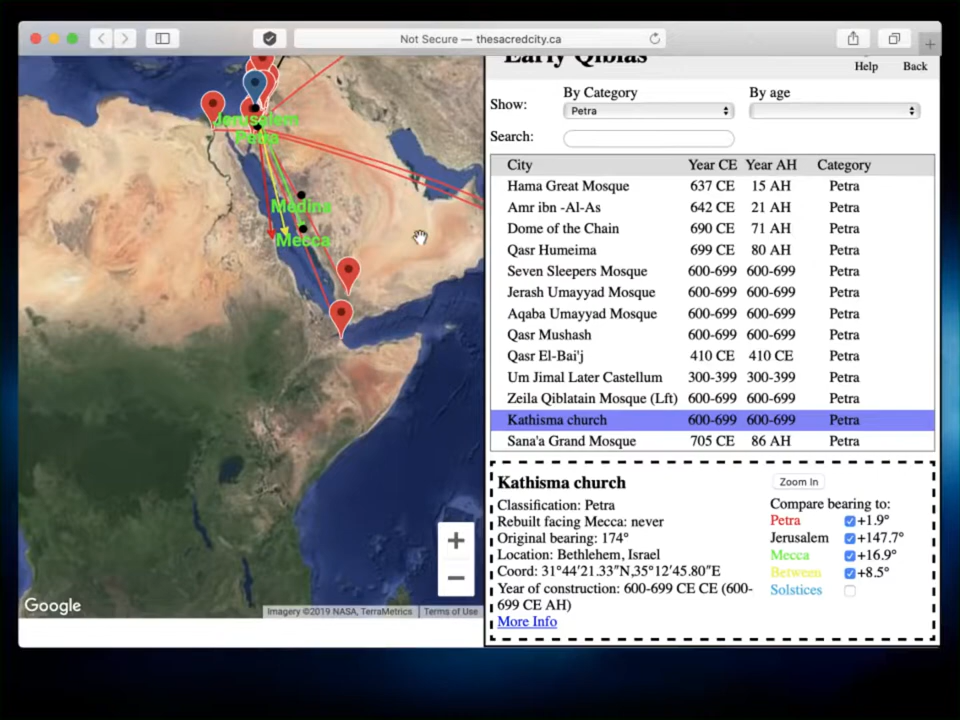 Not Secure — thesacredcity.ca
Early Qiblas
Help Back
By Category By age
Show: Petra
Search:
City Year CE Year AH Category
Hama Great Mosque 637 CE 15 AH Petra
Amr ibn -Al-As 642 CE 21 AH Petra
Dome of the Chain 690 CE 71 AH Petra
Qasr Humeima 699 CE 80 AH Petra
Seven Sleepers Mosque 600-699 600-699 Petra
Jerash Umayyad Mosque 600-699 600-699 Petra
Aqaba Umayyad Mosque 600-699 600-699 Petra
Qasr Mushash 600-699 600-699 Petra
Qasr El-Bai'j 410 CE 410 CE Petra
Um Jimal Later Castellum 300-399 300-399 Petra
Zeila Qiblatain Mosque (Lft) 600-699 600-699 Petra
Kathisma church 600-699 600-699 Petra
Sana'a Grand Mosque 705 CE 86 AH Petra
Kathisma church
Classification: Petra
Rebuilt facing Mecca: never
Original bearing: 174°
Location: Bethlehem, Israel
Coord: 31°44′21.33″N,35°12′45.80″E
Year of construction: 600-699 CE CE (600-
699 CE AH)
More Info
Zoom In
Compare bearing to:
Petra +1.9°
Jerusalem +147.7°
Mecca +16.9°
Between +8.5°
Solstices
Jerusalem
Petra
Medina
Mecca
+
−
Google
Imagery ©2019 NASA, TerraMetrics Terms of Use